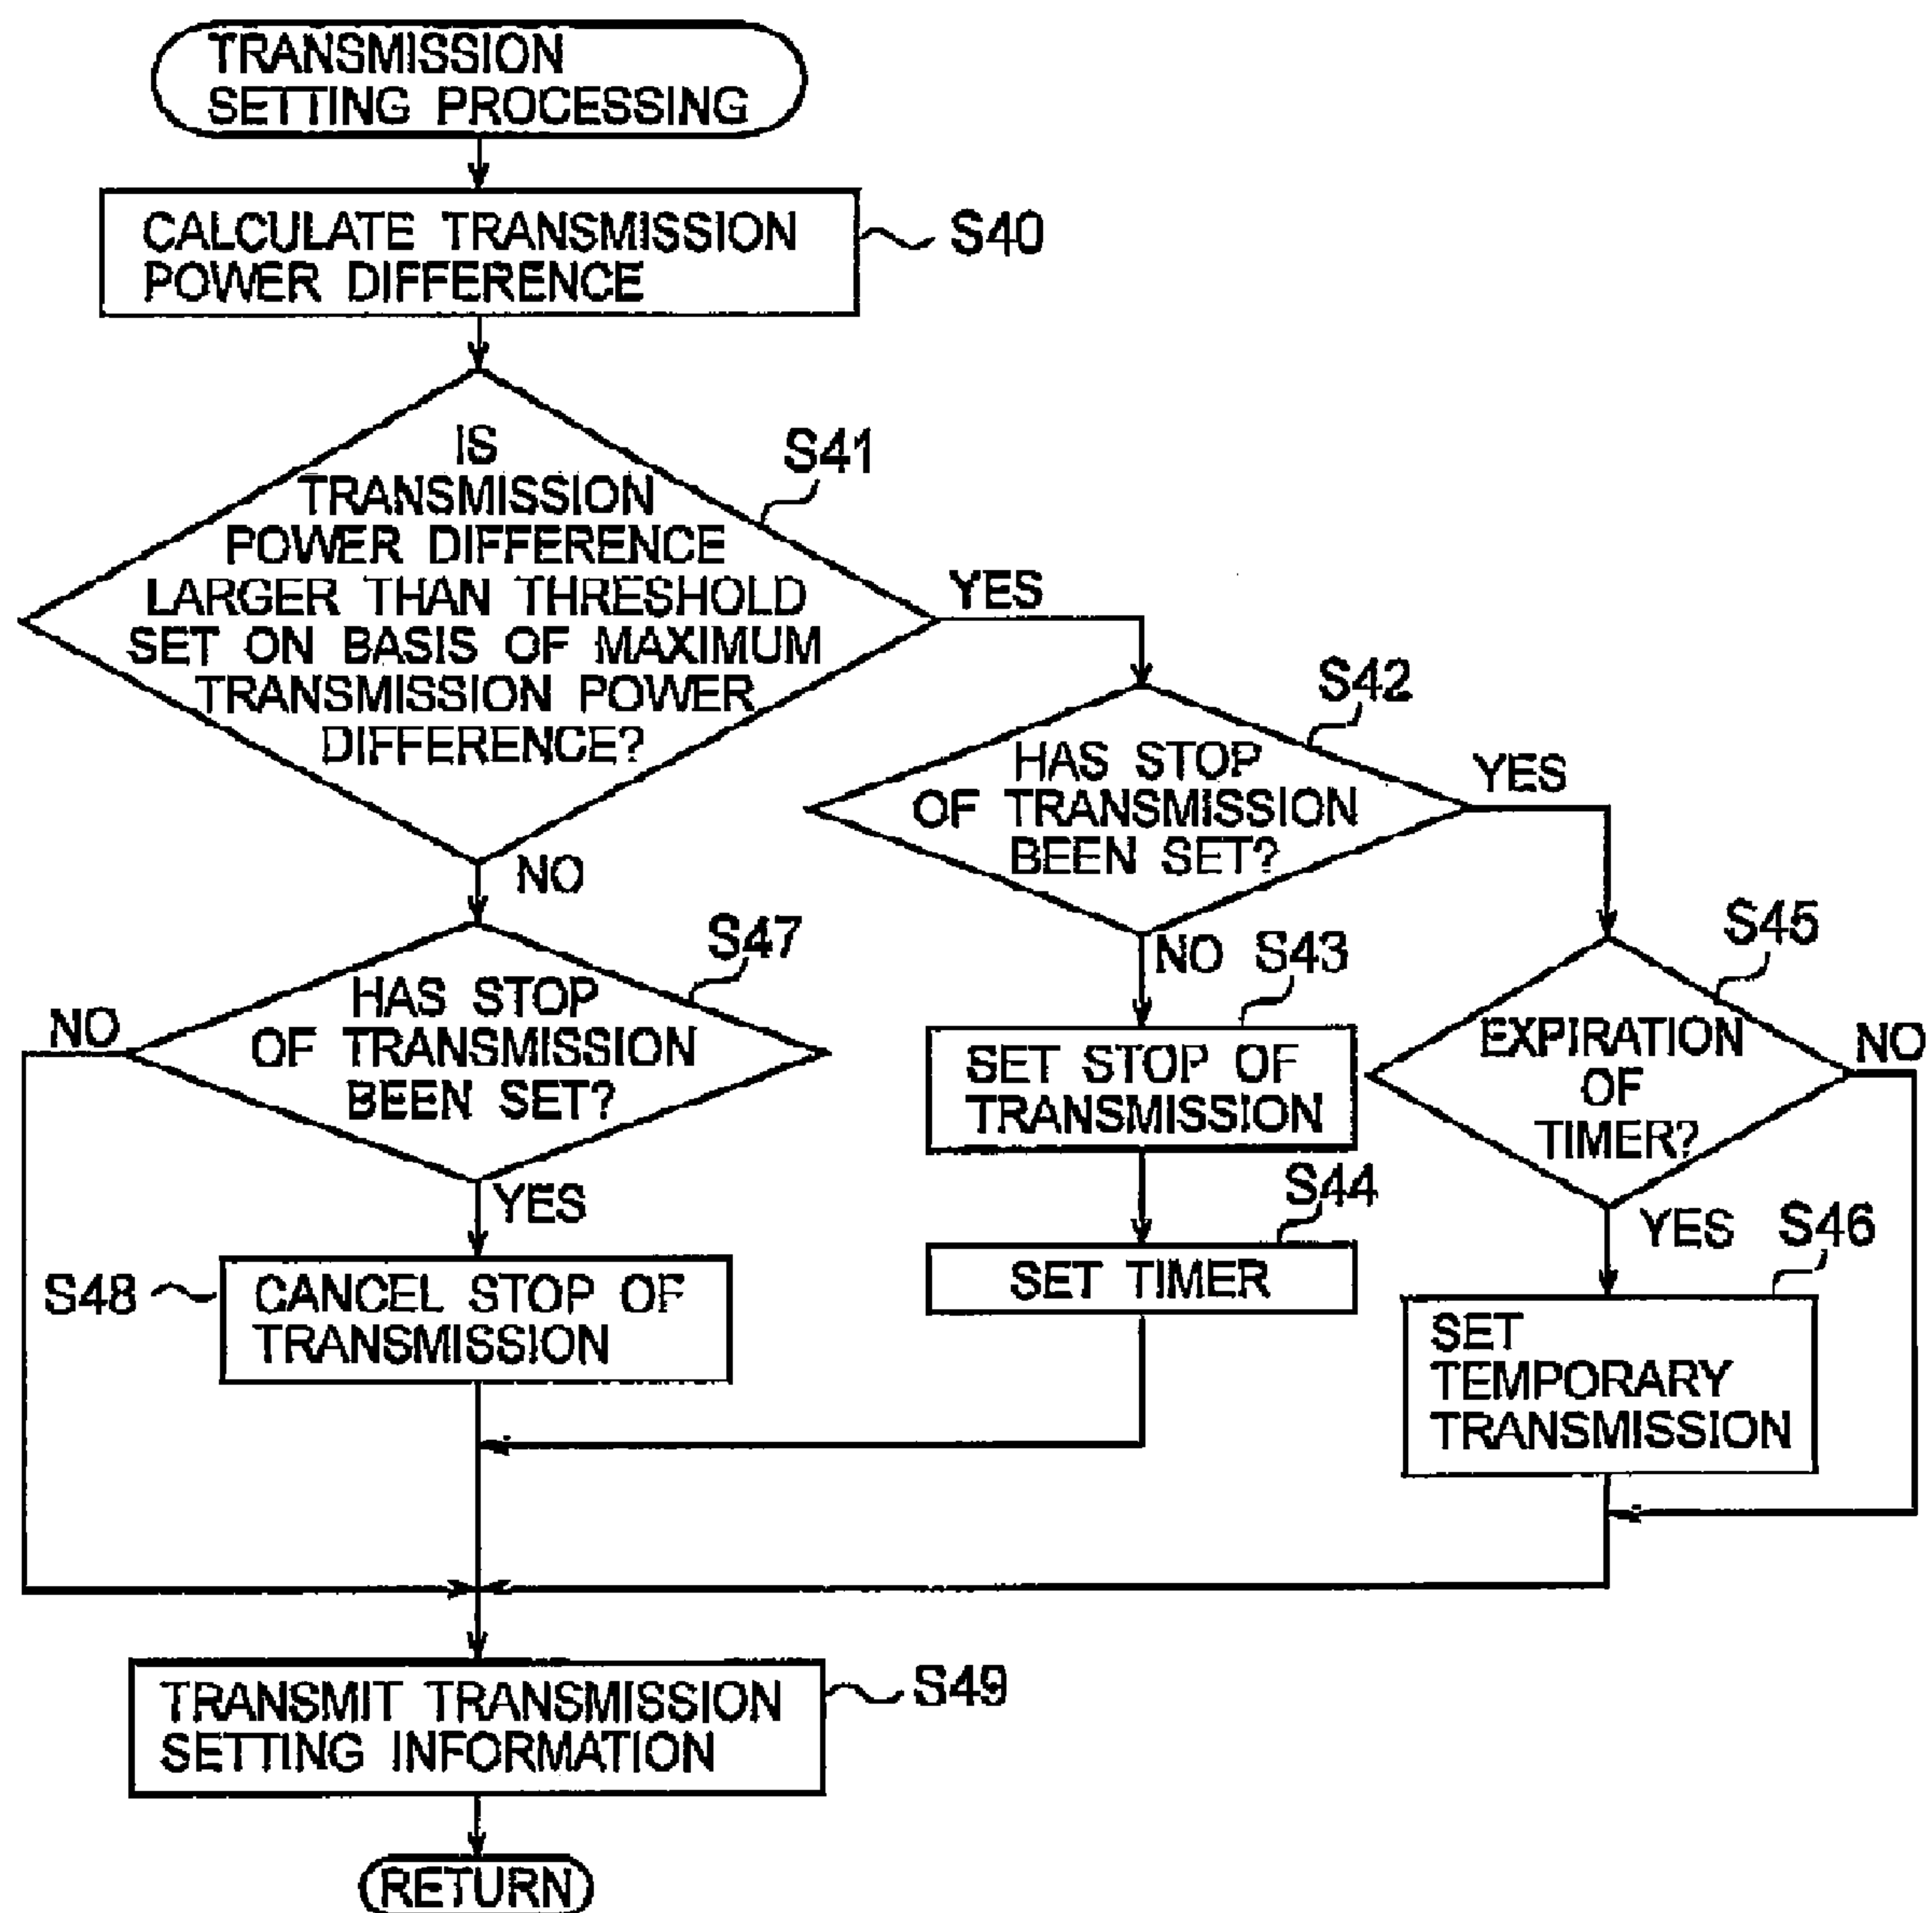 TRANSMISSION
SETTING PROCESSING
CALCULATE TRANSMISSION
POWER DIFFERENCE
S40
IS
TRANSMISSION
POWER DIFFERENCE
LARGER THAN THRESHOLD
SET ON BASIS OF MAXIMUM
TRANSMISSION POWER
DIFFERENCE?
S41
YES
NO
HAS STOP
OF TRANSMISSION
BEEN SET?
S42
YES
NO
S43
SET STOP OF
TRANSMISSION
S44
SET TIMER
S45
EXPIRATION
OF
TIMER?
NO
YES
S46
SET
TEMPORARY
TRANSMISSION
S47
HAS STOP
OF TRANSMISSION
BEEN SET?
NO
YES
S48
CANCEL STOP OF
TRANSMISSION
TRANSMIT TRANSMISSION
SETTING INFORMATION
S49
RETURN